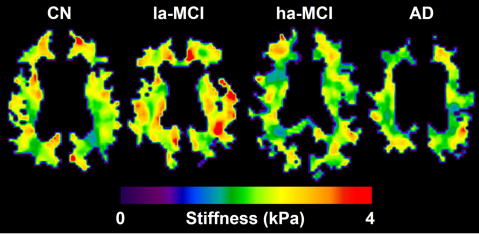 CN la-MCI ha-MCI AD
0 Stiffness (kPa) 4